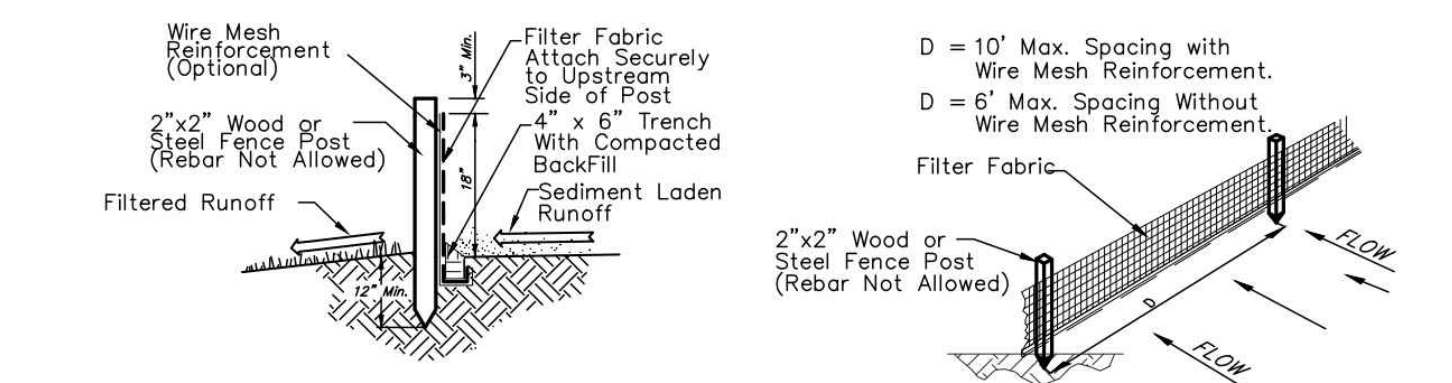 Wire Mesh
Reinforcement
(Optional)
2"x2" Wood or
Steel Fence Post
(Rebar Not Allowed)
Filtered Runoff
12" Min.
3" Min.
18"
Filter Fabric
Attach Securely
to Upstream
Side of Post
4" x 6" Trench
With Compacted
BackFill
Sediment Laden
Runoff
D = 10' Max. Spacing with
Wire Mesh Reinforcement.
D = 6' Max. Spacing Without
Wire Mesh Reinforcement.
Filter Fabric
2"x2" Wood or
Steel Fence Post
(Rebar Not Allowed)
D
FLOW
FLOW